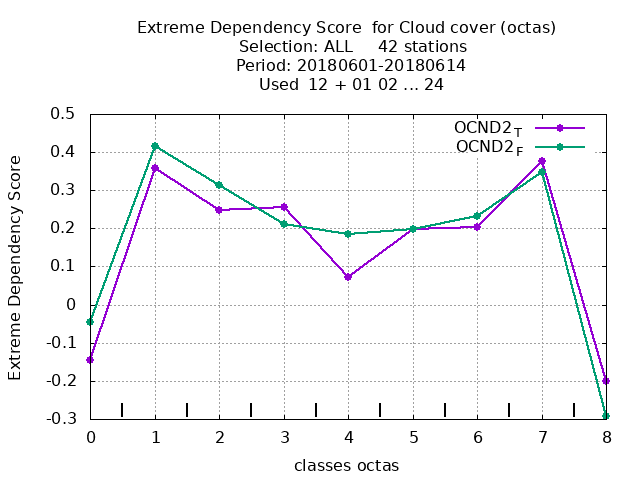 Extreme Dependency Score  for Cloud cover (octas)
Selection: ALL     42 stations
Period: 20180601-20180614
Used  12 + 01 02 ... 24
OCND2T
OCND2F
Extreme Dependency Score
0.5
0.4
0.3
0.2
0.1
0
-0.1
-0.2
-0.3
0 1 2 3 4 5 6 7 8
classes octas